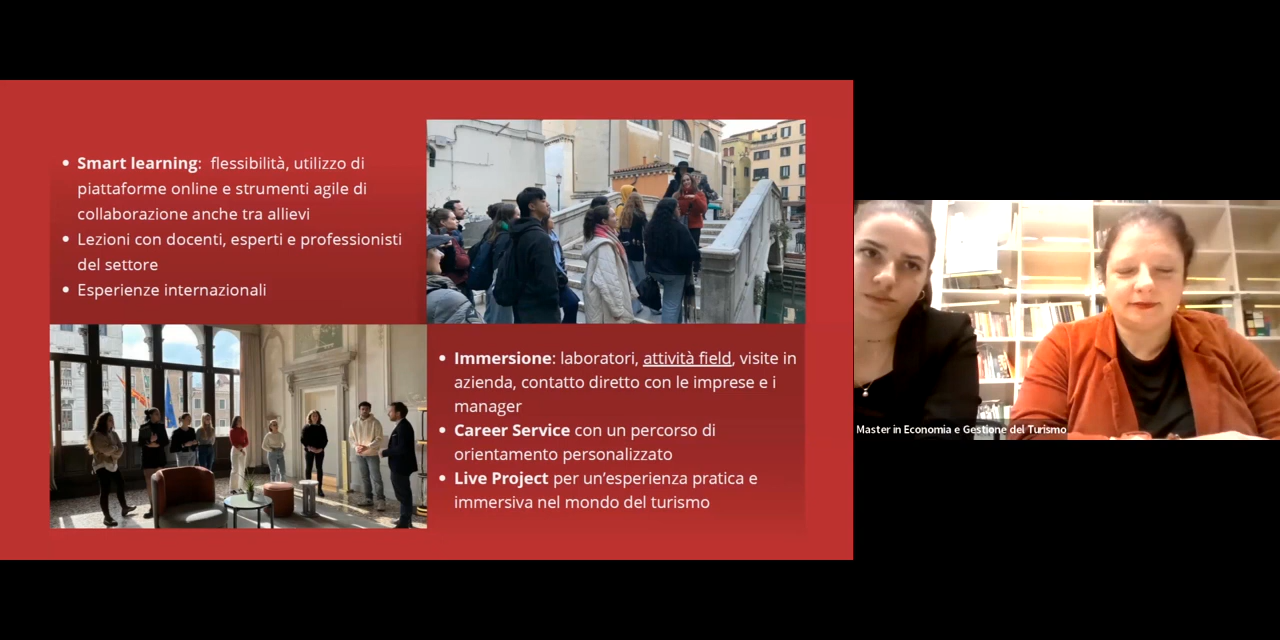 • Smart learning: flessibilità, utilizzo di
piattaforme online e strumenti agile di
collaborazione anche tra allievi
• Lezioni con docenti, esperti e professionisti
del settore
• Esperienze internazionali
• Immersione: laboratori, attività field, visite in
azienda, contatto diretto con le imprese e i
manager
• Career Service con un percorso di
orientamento personalizzato
• Live Project per un'esperienza pratica e
immersiva nel mondo del turismo
Master in Economia e Gestione del Turismo